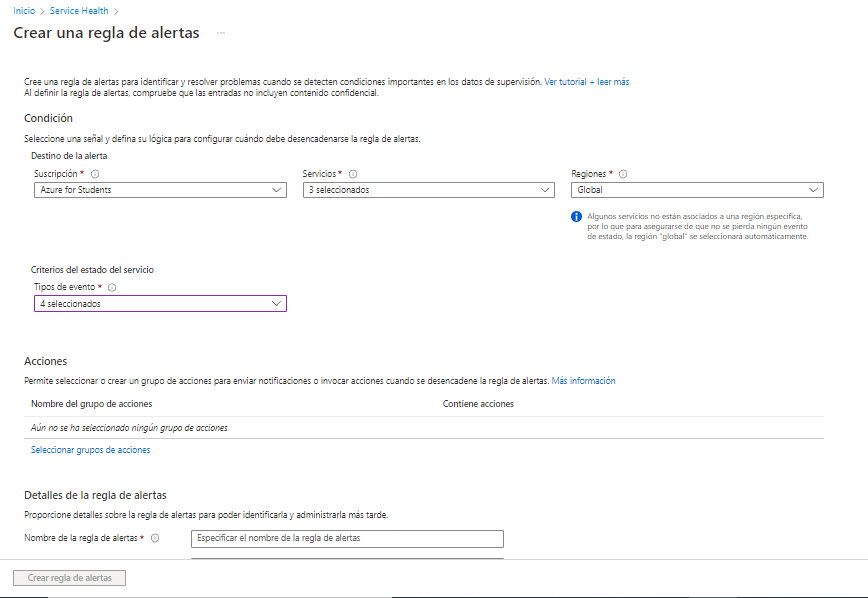 Inicio > Service Health >
Crear una regla de alertas ...
Cree una regla de alertas para identificar y resolver problemas cuando se detecten condiciones importantes en los datos de supervisión. Ver tutorial + leer más
Al definir la regla de alertas, compruebe que las entradas no incluyen contenido confidencial.
Condición
Seleccione una señal y defina su lógica para configurar cuándo debe desencadenarse la regla de alertas.
Destino de la alerta
Suscripción * Servicios * Regiones *
Azure for Students 3 seleccionados Global
Algunos servicios no están asociados a una región específica,
por lo que para asegurarse de que no se pierda ningún evento
de estado, la región "global" se seleccionará automáticamente.
Criterios del estado del servicio
Tipos de evento *
4 seleccionados
Acciones
Permite seleccionar o crear un grupo de acciones para enviar notificaciones o invocar acciones cuando se desencadene la regla de alertas. Más información
Nombre del grupo de acciones Contiene acciones
Aún no se ha seleccionado ningún grupo de acciones
Seleccionar grupos de acciones
Detalles de la regla de alertas
Proporcione detalles sobre la regla de alertas para poder identificarla y administrarla más tarde.
Nombre de la regla de alertas * Especificar el nombre de la regla de alertas
Crear regla de alertas